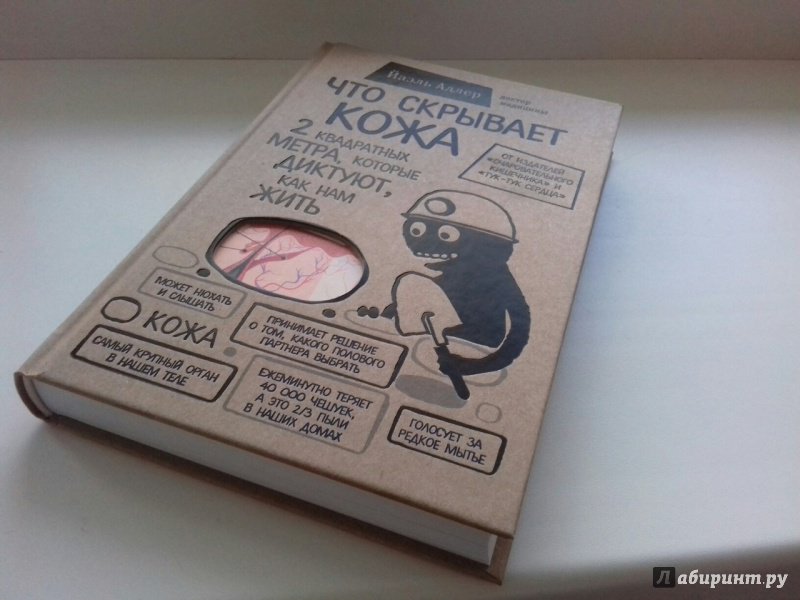 Йаэль Адлер
доктор
медицины
ЧТО СКРЫВАЕТ
КОЖА
2 КВАДРАТНЫХ
МЕТРА, КОТОРЫЕ
ДИКТУЮТ,
КАК НАМ
ЖИТЬ
ОТ ИЗДАТЕЛЕЙ
«ОЧАРОВАТЕЛЬНОГО
КИШЕЧНИКА» И
«ТУК-ТУК СЕРДЦА»
МОЖЕТ НЮХАТЬ
И СЛЫШАТЬ
КОЖА
САМЫЙ КРУПНЫЙ ОРГАН
В НАШЕМ ТЕЛЕ
ПРИНИМАЕТ РЕШЕНИЕ
О ТОМ, КАКОГО ПОЛОВОГО
ПАРТНЕРА ВЫБРАТЬ
ЕЖЕМИНУТНО ТЕРЯЕТ
40 000 ЧЕШУЕК,
А ЭТО 2/3 ПЫЛИ
В НАШИХ ДОМАХ
ГОЛОСУЕТ ЗА
РЕДКОЕ МЫТЬЕ
Лабиринт.ру